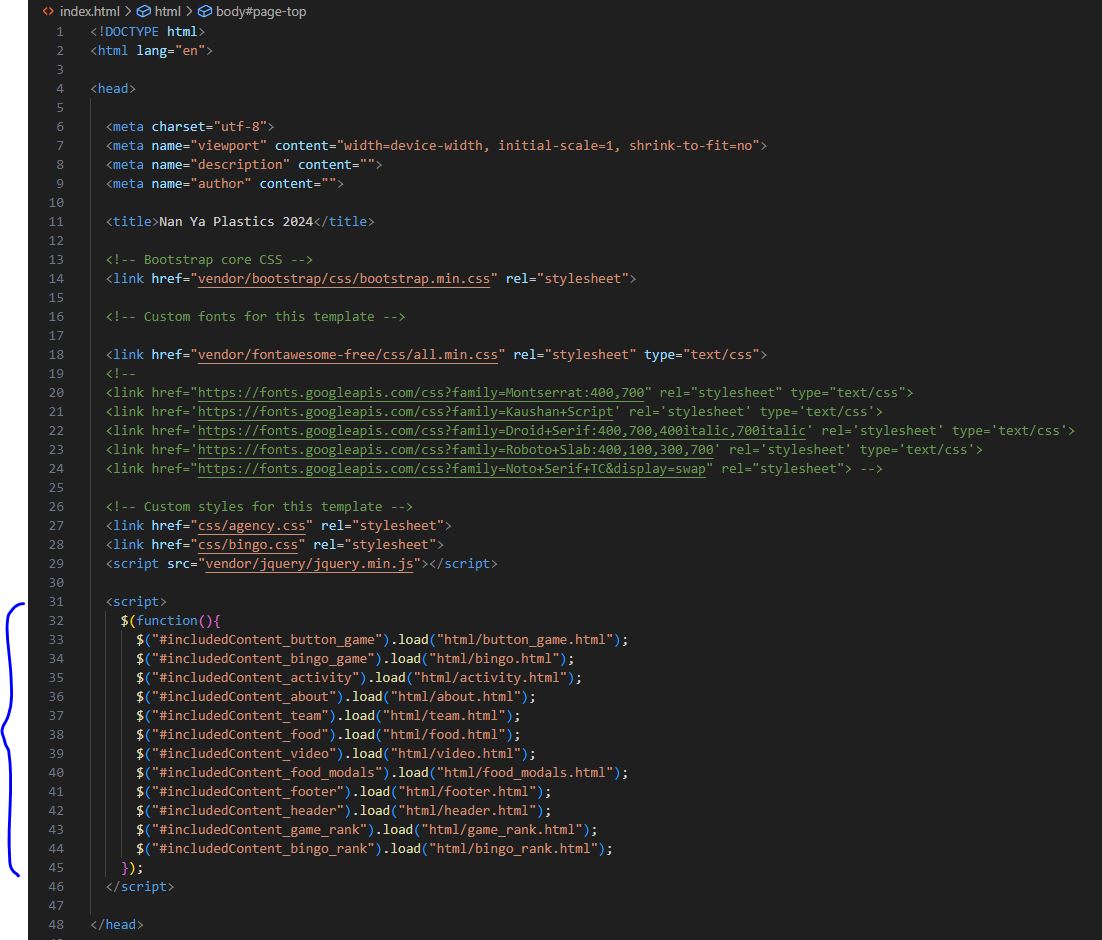 index.html > html > body#page-top
1 <!DOCTYPE html>
2 <html lang="en">
3
4 <head>
5
6 <meta charset="utf-8">
7 <meta name="viewport" content="width=device-width, initial-scale=1, shrink-to-fit=no">
8 <meta name="description" content="">
9 <meta name="author" content="">
10
11 <title>Nan Ya Plastics 2024</title>
12
13 <!-- Bootstrap core CSS -->
14 <link href="vendor/bootstrap/css/bootstrap.min.css" rel="stylesheet">
15
16 <!-- Custom fonts for this template -->
17
18 <link href="vendor/fontawesome-free/css/all.min.css" rel="stylesheet" type="text/css">
19 <!--
20 <link href="https://fonts.googleapis.com/css?family=Montserrat:400,700" rel="stylesheet" type="text/css">
21 <link href='https://fonts.googleapis.com/css?family=Kaushan+Script' rel='stylesheet' type='text/css'>
22 <link href='https://fonts.googleapis.com/css?family=Droid+Serif:400,700,400italic,700italic' rel='stylesheet' type='text/css'>
23 <link href='https://fonts.googleapis.com/css?family=Roboto+Slab:400,100,300,700' rel='stylesheet' type='text/css'>
24 <link href="https://fonts.googleapis.com/css?family=Noto+Serif+TC&display=swap" rel="stylesheet"> -->
25
26 <!-- Custom styles for this template -->
27 <link href="css/agency.css" rel="stylesheet">
28 <link href="css/bingo.css" rel="stylesheet">
29 <script src="vendor/jquery/jquery.min.js"></script>
30
31 <script>
32 $(function(){
33 $("#includedContent_button_game").load("html/button_game.html");
34 $("#includedContent_bingo_game").load("html/bingo.html");
35 $("#includedContent_activity").load("html/activity.html");
36 $("#includedContent_about").load("html/about.html");
37 $("#includedContent_team").load("html/team.html");
38 $("#includedContent_food").load("html/food.html");
39 $("#includedContent_video").load("html/video.html");
40 $("#includedContent_food_modals").load("html/food_modals.html");
41 $("#includedContent_footer").load("html/footer.html");
42 $("#includedContent_header").load("html/header.html");
43 $("#includedContent_game_rank").load("html/game_rank.html");
44 $("#includedContent_bingo_rank").load("html/bingo_rank.html");
45 });
46 </script>
47
48 </head>